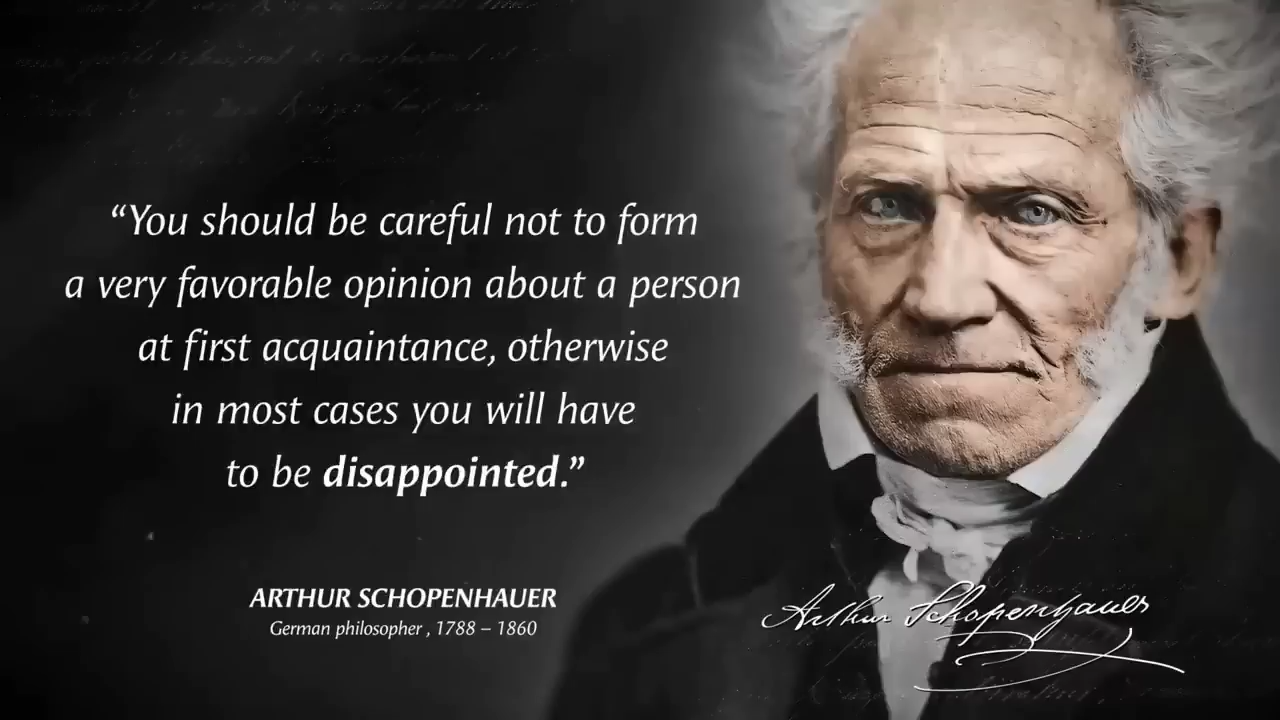 “You should be careful not to form
a very favorable opinion about a person
at first acquaintance, otherwise
in most cases you will have
to be disappointed.”
ARTHUR SCHOPENHAUER
German philosopher , 1788 – 1860
Arthur Schopenhauer